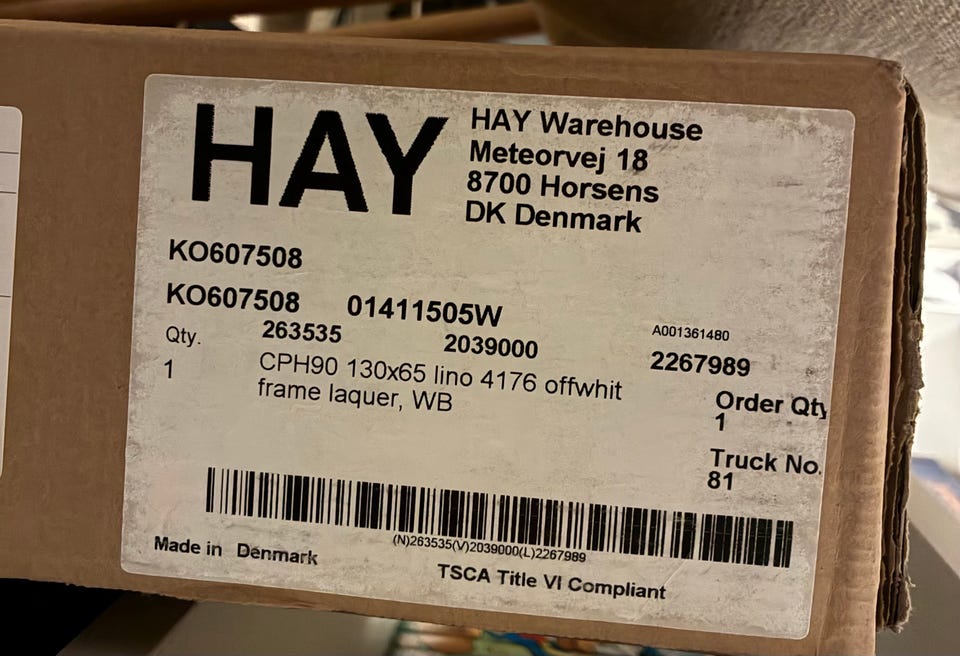 HAY
HAY Warehouse
Meteorvej 18
8700 Horsens
DK Denmark
KO607508
KO607508 01411505W
A001361480
Qty. 263535 2039000 2267989
1 CPH90 130x65 lino 4176 offwhit
frame laquer, WB
Order Qty
1
Truck No.
81
(N)263535(V)2039000(L)2267989
Made in Denmark
TSCA Title VI Compliant